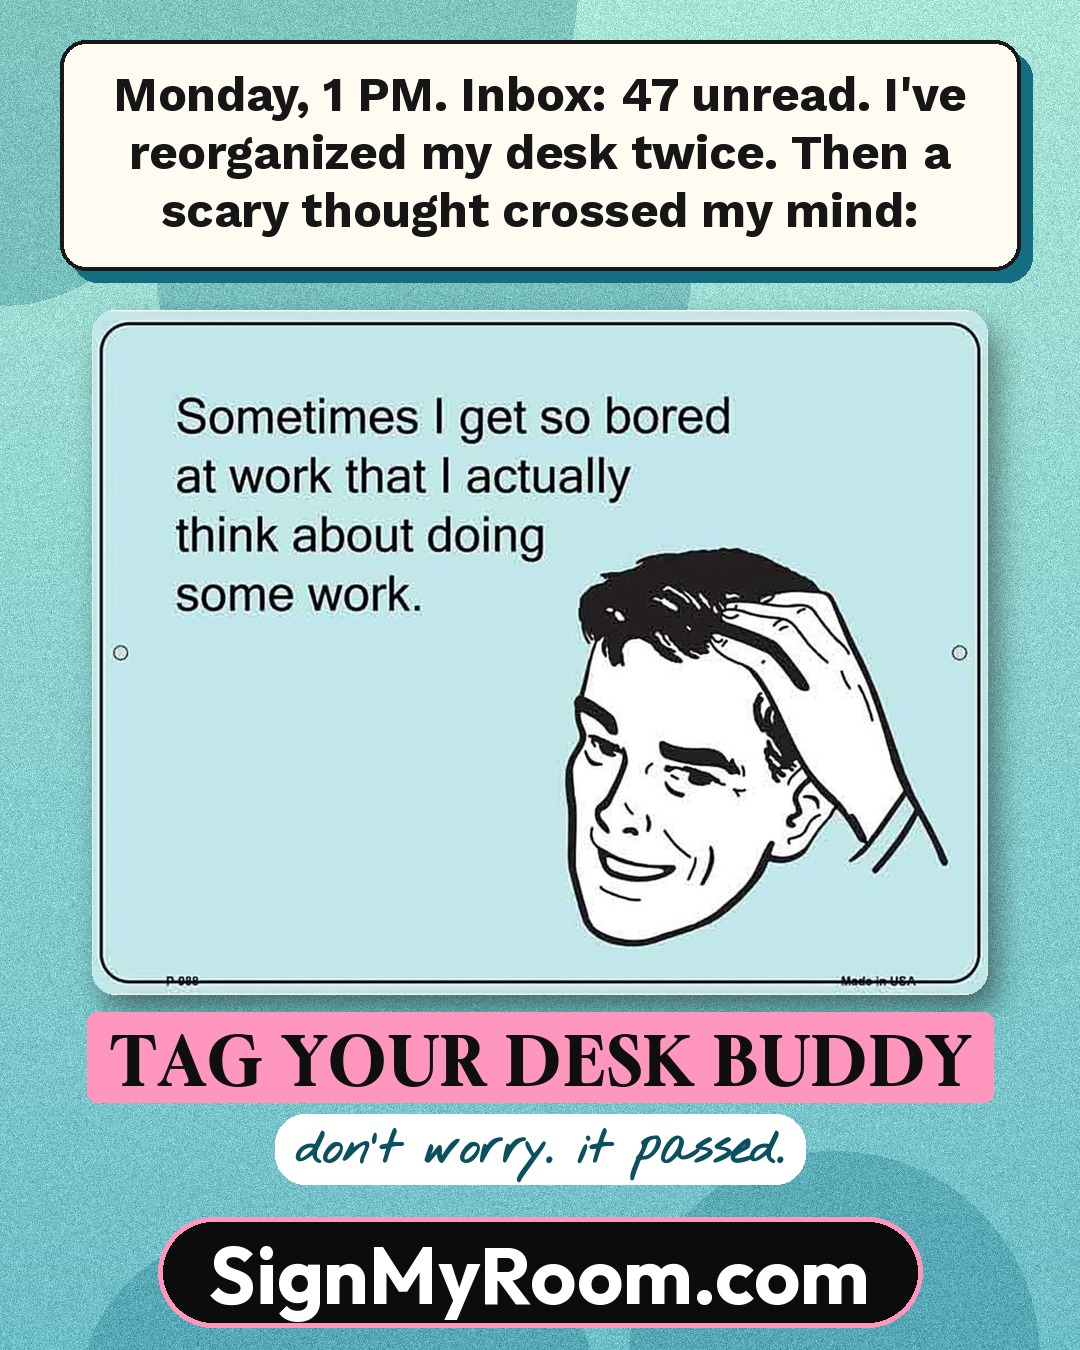 Monday, 1 PM. Inbox: 47 unread. I've
reorganized my desk twice. Then a
scary thought crossed my mind:
Sometimes I get so bored
at work that I actually
think about doing
some work.
P-088
Made in USA
TAG YOUR DESK BUDDY
don't worry. it passed.
SignMyRoom.com